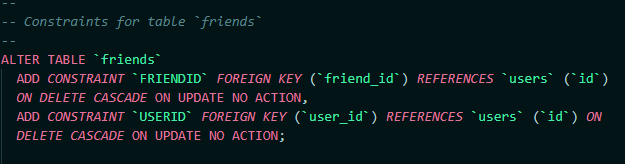 --
-- Constraints for table `friends`
--
ALTER TABLE `friends`
ADD CONSTRAINT `FRIENDID` FOREIGN KEY (`friend_id`) REFERENCES `users` (`id`)
ON DELETE CASCADE ON UPDATE NO ACTION,
ADD CONSTRAINT `USERID` FOREIGN KEY (`user_id`) REFERENCES `users` (`id`) ON
DELETE CASCADE ON UPDATE NO ACTION;